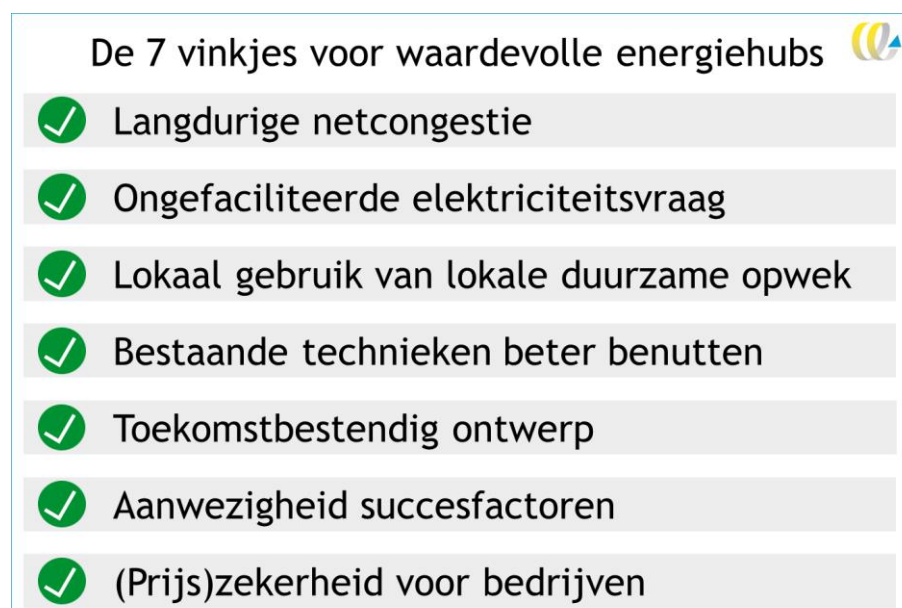 De 7 vinkjes voor waardevolle energiehubs
Langdurige netcongestie
Ongefaciliteerde elektriciteitsvraag
Lokaal gebruik van lokale duurzame opwek
Bestaande technieken beter benutten
Toekomstbestendig ontwerp
Aanwezigheid succesfactoren
(Prijs)zekerheid voor bedrijven